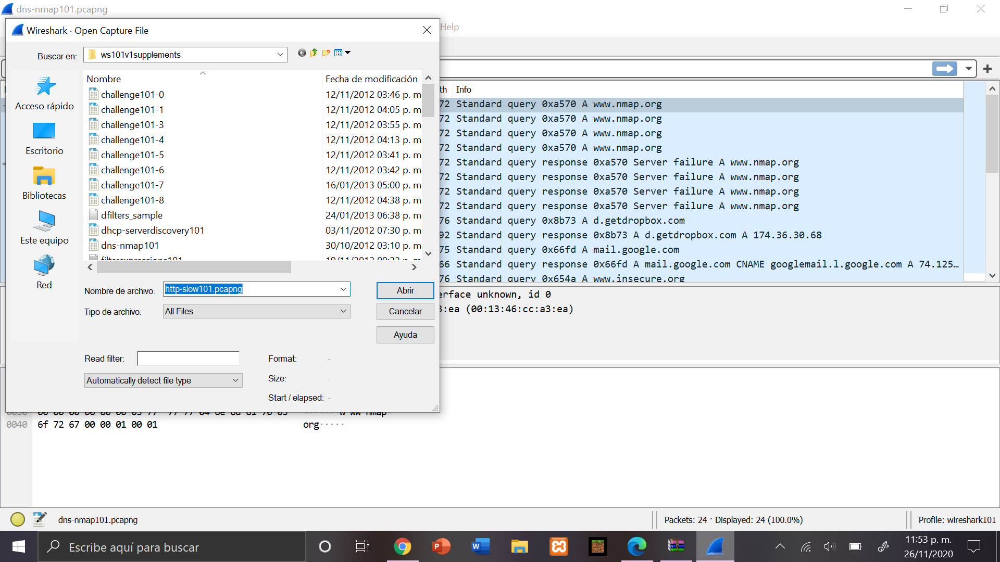 dns-nmap101.pcapng
Wireshark · Open Capture File
Help
Buscar en:
ws101v1supplements
Acceso rápido
Escritorio
Bibliotecas
Este equipo
Red
Nombre
Fecha de modificación
challenge101-0 12/11/2012 03:46 p. m
challenge101-1 12/11/2012 04:05 p. m
challenge101-3 12/11/2012 03:55 p. m
challenge101-4 12/11/2012 04:13 p. m
challenge101-5 12/11/2012 03:41 p. m
challenge101-6 12/11/2012 03:42 p. m
challenge101-7 16/01/2013 05:00 p. m
challenge101-8 12/11/2012 04:38 p. m
dfilters_sample 24/01/2013 06:38 p. m
dhcp-serverdiscovery101 03/11/2012 07:30 p. m
dns-nmap101 30/10/2012 03:10 p. m
filterexpressions101
Nombre de archivo: http-slow101.pcapng
Abrir
Tipo de archivo: All Files
Cancelar
Ayuda
Read filter:
Format: -
Automatically detect file type
Size: -
Start / elapsed: -
th Info
72 Standard query 0xa570 A www.nmap.org
72 Standard query 0xa570 A www.nmap.org
72 Standard query 0xa570 A www.nmap.org
72 Standard query 0xa570 A www.nmap.org
72 Standard query response 0xa570 Server failure A www.nmap.org
72 Standard query response 0xa570 Server failure A www.nmap.org
72 Standard query response 0xa570 Server failure A www.nmap.org
72 Standard query response 0xa570 Server failure A www.nmap.org
76 Standard query 0x8b73 A d.getdropbox.com
92 Standard query response 0x8b73 A d.getdropbox.com A 174.36.30.68
75 Standard query 0x66fd A mail.google.com
66 Standard query response 0x66fd A mail.google.com CNAME googlemail.l.google.com A 74.125…
76 Standard query 0x654a A www.insecure.org
erface unknown, id 0
3:ea (00:13:46:cc:a3:ea)
0040 6f 72 67 00 00 01 00 01 org·····
dns-nmap101.pcapng
Packets: 24 · Displayed: 24 (100.0%)
Profile: wireshark101
Escribe aquí para buscar
11:53 p. m.
26/11/2020